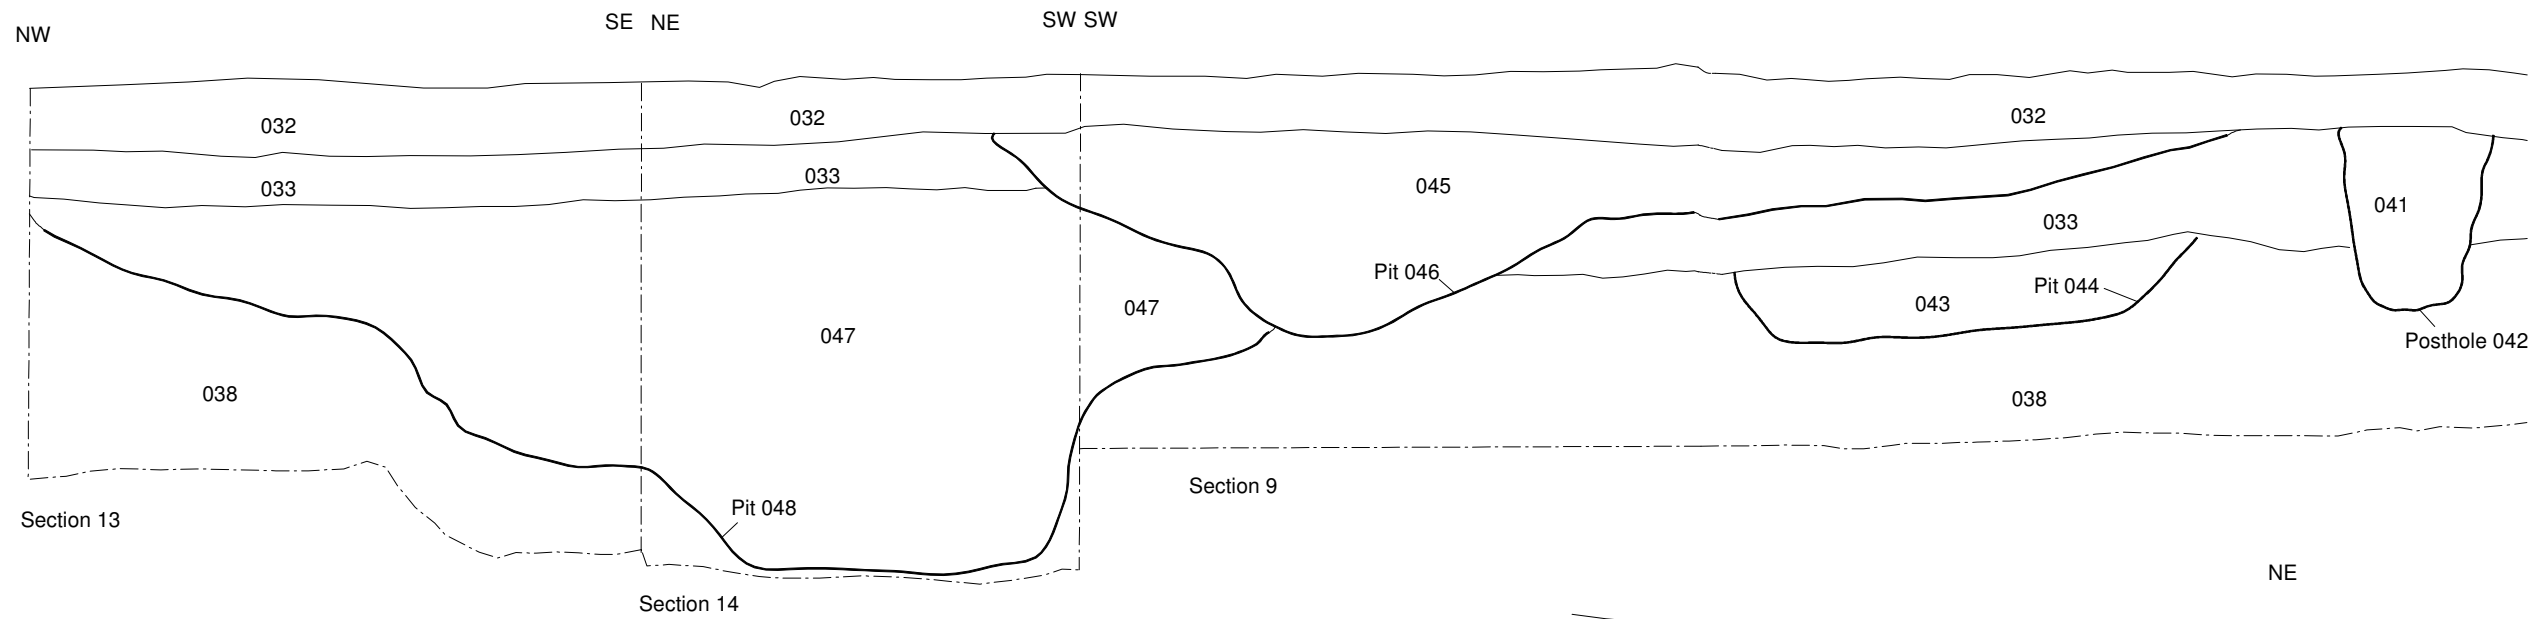 NW
SE NE
SW SW
032
032
032
033
033
045
041
033
Pit 046
Pit 044
043
047
047
Posthole 042
038
038
Section 9
Pit 048
Section 13
NE
Section 14